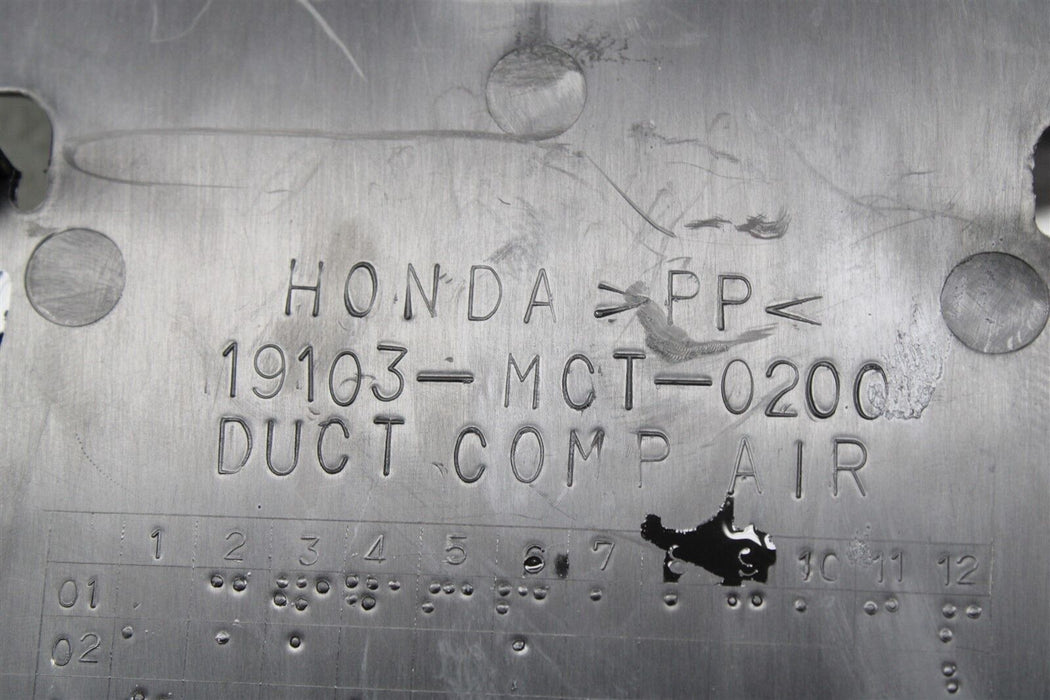 HONDA >PP<
19103-MCT-0200
DUCT COMP AIR
1 2 3 4 5 6 7 10 11 12
01
02